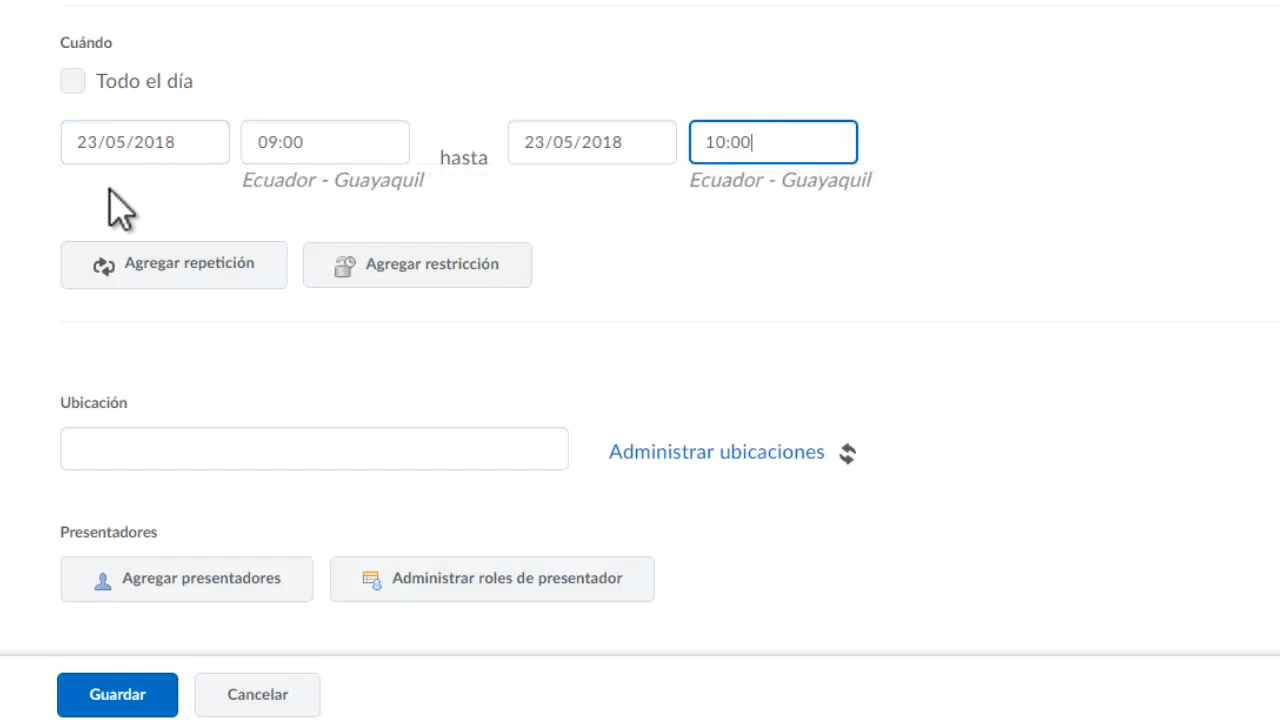 Cuándo
Todo el día
23/05/2018 09:00 hasta 23/05/2018 10:00
Ecuador - Guayaquil Ecuador - Guayaquil
Agregar repetición Agregar restricción
Ubicación
Administrar ubicaciones
Presentadores
Agregar presentadores Administrar roles de presentador
Guardar Cancelar